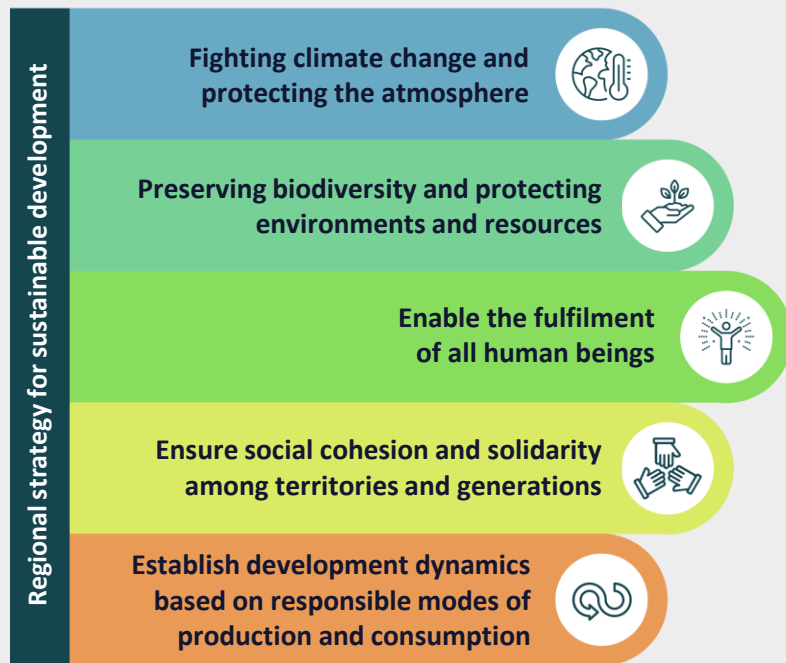 Regional strategy for sustainable development
Fighting climate change and
protecting the atmosphere
Preserving biodiversity and protecting
environments and resources
Enable the fulfilment
of all human beings
Ensure social cohesion and solidarity
among territories and generations
Establish development dynamics
based on responsible modes of
production and consumption